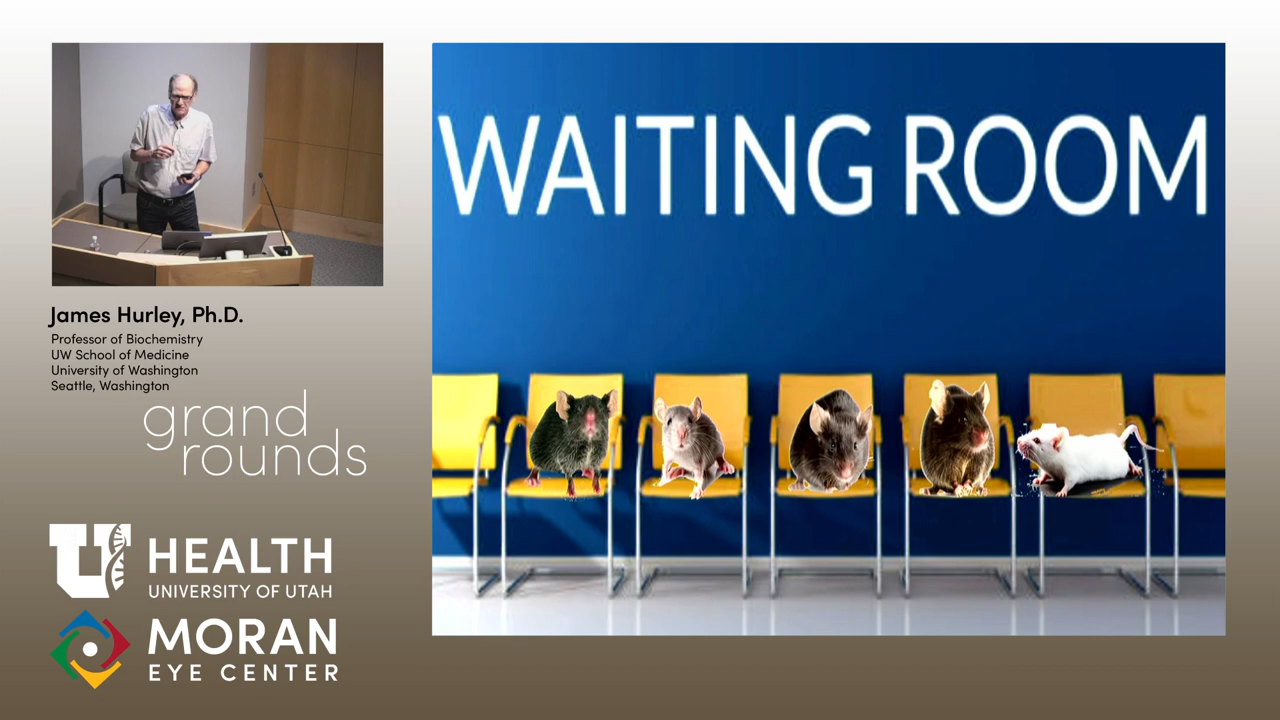 WAITING ROOM
James Hurley, Ph.D.
Professor of Biochemistry
UW School of Medicine
University of Washington
Seattle, Washington
grand
rounds
U HEALTH
UNIVERSITY OF UTAH
MORAN
EYE CENTER